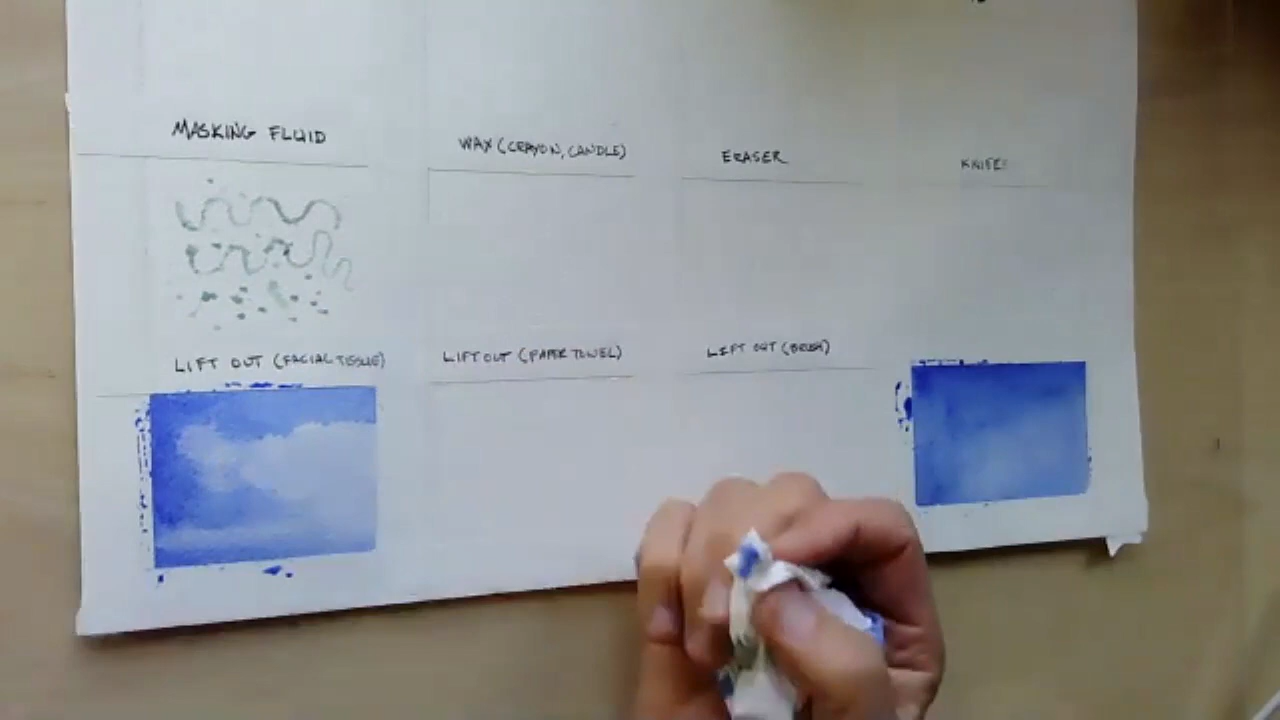 MASKING FLUID
WAX (CRAYON, CANDLE)
ERASER
KNIFE
LIFT OUT (FACIAL TISSUE)
LIFT OUT (PAPER TOWEL)
LIFT OUT (BRUSH)